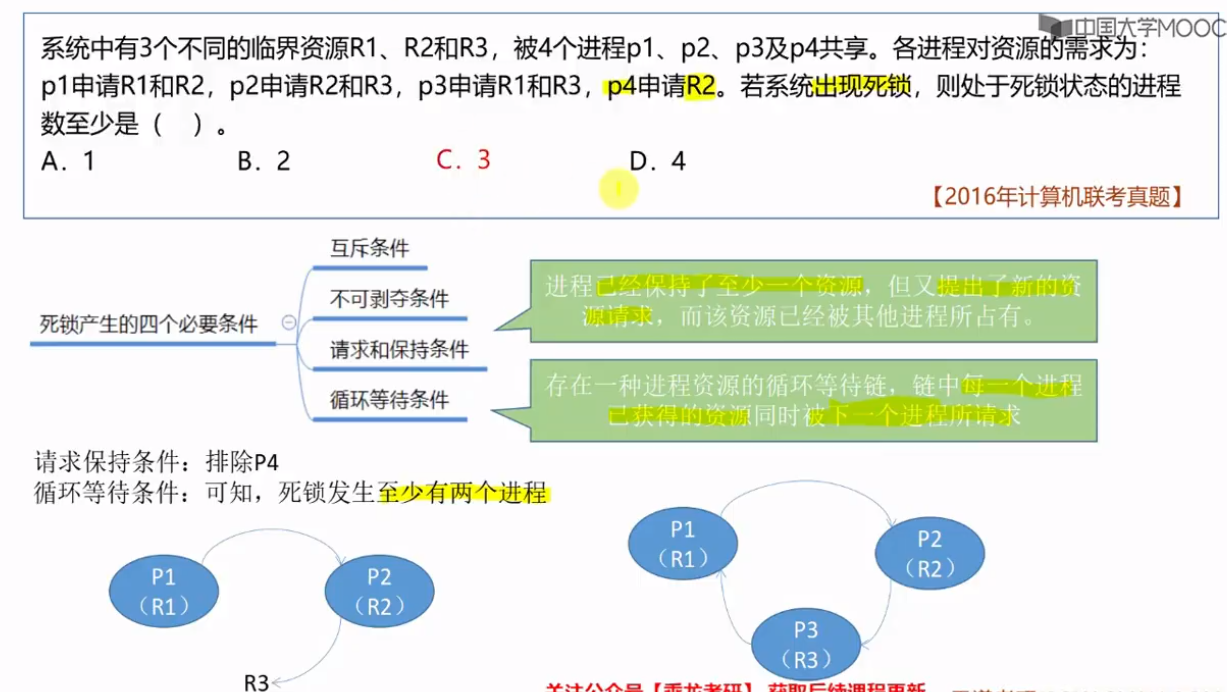 中国大学MOOC
系统中有3个不同的临界资源R1、R2和R3，被4个进程p1、p2、p3及p4共享。各进程对资源的需求为：
p1申请R1和R2，p2申请R2和R3，p3申请R1和R3，p4申请R2。若系统出现死锁，则处于死锁状态的进程
数至少是（ ）。
A．1 B．2 C．3 D．4
【2016年计算机联考真题】
死锁产生的四个必要条件
互斥条件
不可剥夺条件
请求和保持条件
循环等待条件
进程已经保持了至少一个资源，但又提出了新的资
源请求，而该资源已经被其他进程所占有。
存在一种进程资源的循环等待链，链中每一个进程
已获得的资源同时被下一个进程所请求
请求保持条件：排除P4
循环等待条件：可知，死锁发生至少有两个进程
P1
（R1）
P2
（R2）
R3
P1
（R1）
P2
（R2）
P3
（R3）
关注公众号【乘龙考研】 获取后续课程更新